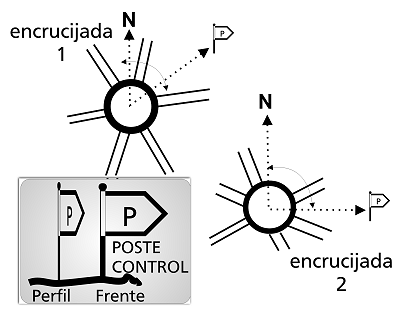 encrucijada
1
N
P
N
P
P
P
POSTE
CONTROL
Perfil Frente
encrucijada
2